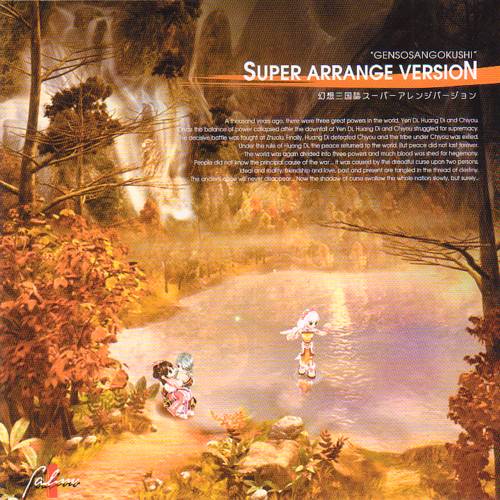 "GENSOSANGOKUSHI"
SUPER ARRANGE VERSION
幻想三国誌スーパーアレンジバージョン
A thousand years ago, there were three great powers in the world, Yen Di, Huang Di and Chiyou.
Once the balance of power collapsed after the downfall of Yen Di, Huang Di and Chiyou struggled for supremacy.
The decisive battle was fought at Zhuolu. Finally, Huang Di defeated Chiyou and the tribe under Chiyou was exiled.
Under the rule of Huang Di, the peace returned to the world. But peace did not last forever.
The world was again divided into three powers and much blood was shed for hegemony.
People did not know the principal cause of the war... It was caused by the dreadful curse upon two persons.
Ideal and reality, friendship and love, past and present are tangled in the thread of destiny.
The ancient curse will never disappear... Now the shadow of curse swallow the whole nation slowly, but surely...